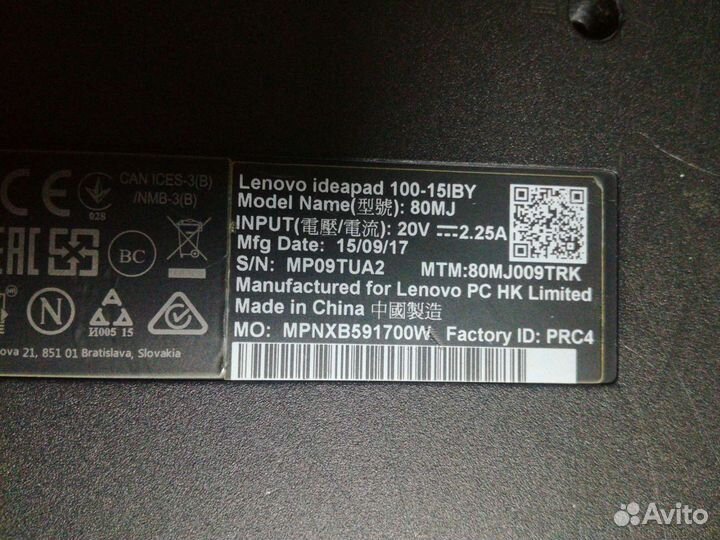 CAN ICES-3(B)
/NMB-3(B)
028
EAC
BC
N
И005 15
ova 21, 851 01 Bratislava, Slovakia
Lenovo ideapad 100-15IBY
Model Name(型號): 80MJ
INPUT(電壓/電流): 20V ⎓ 2.25A
Mfg Date: 15/09/17
S/N: MP09TUA2 MTM:80MJ009TRK
Manufactured for Lenovo PC HK Limited
Made in China 中國製造
MO: MPNXB591700W Factory ID: PRC4
Avito